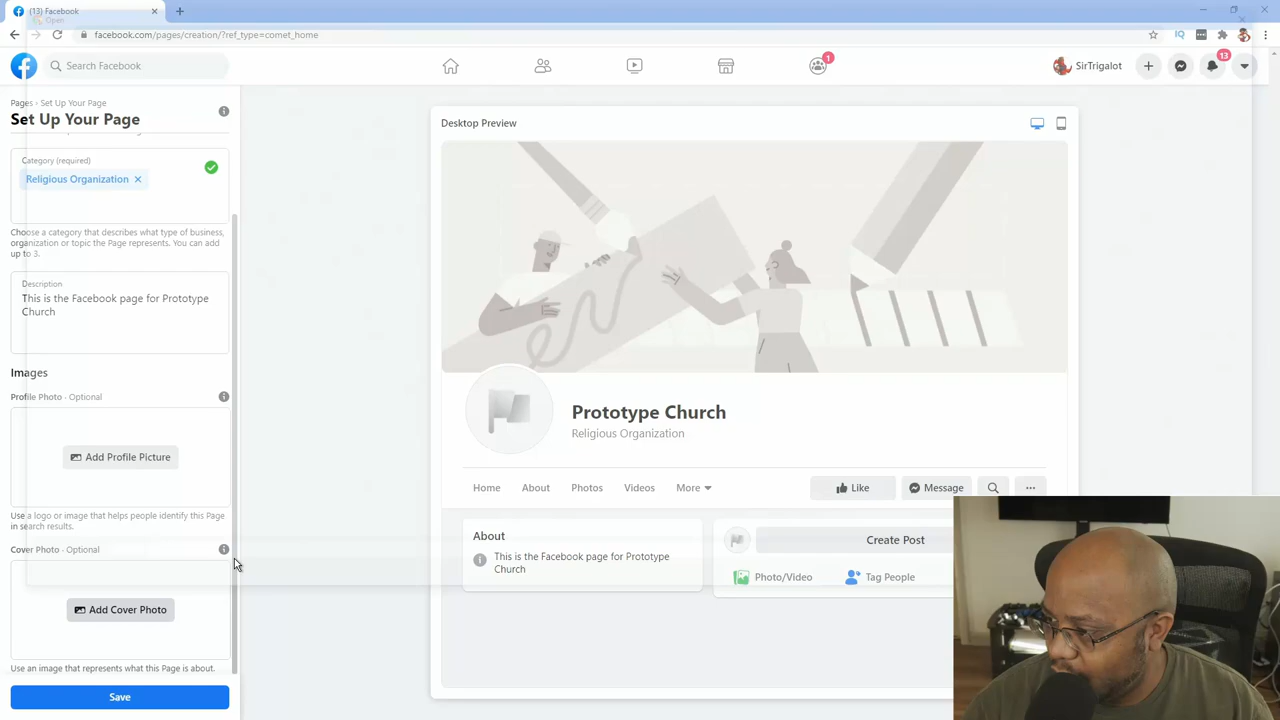 (13) Facebook
Open
facebook.com/pages/creation/?ref_type=comet_home
Search Facebook
1
SirTrigalot
13
Pages › Set Up Your Page
Set Up Your Page
Category (required)
Religious Organization
Choose a category that describes what type of business,
organization or topic the Page represents. You can add
up to 3.
Description
This is the Facebook page for Prototype
Church
Images
Profile Photo · Optional
Add Profile Picture
Use a logo or image that helps people identify this Page
in search results.
Cover Photo · Optional
Add Cover Photo
Use an image that represents what this Page is about.
Save
Desktop Preview
Prototype Church
Religious Organization
Home About Photos Videos More
Like Message
About
This is the Facebook page for Prototype
Church
Create Post
Photo/Video Tag People